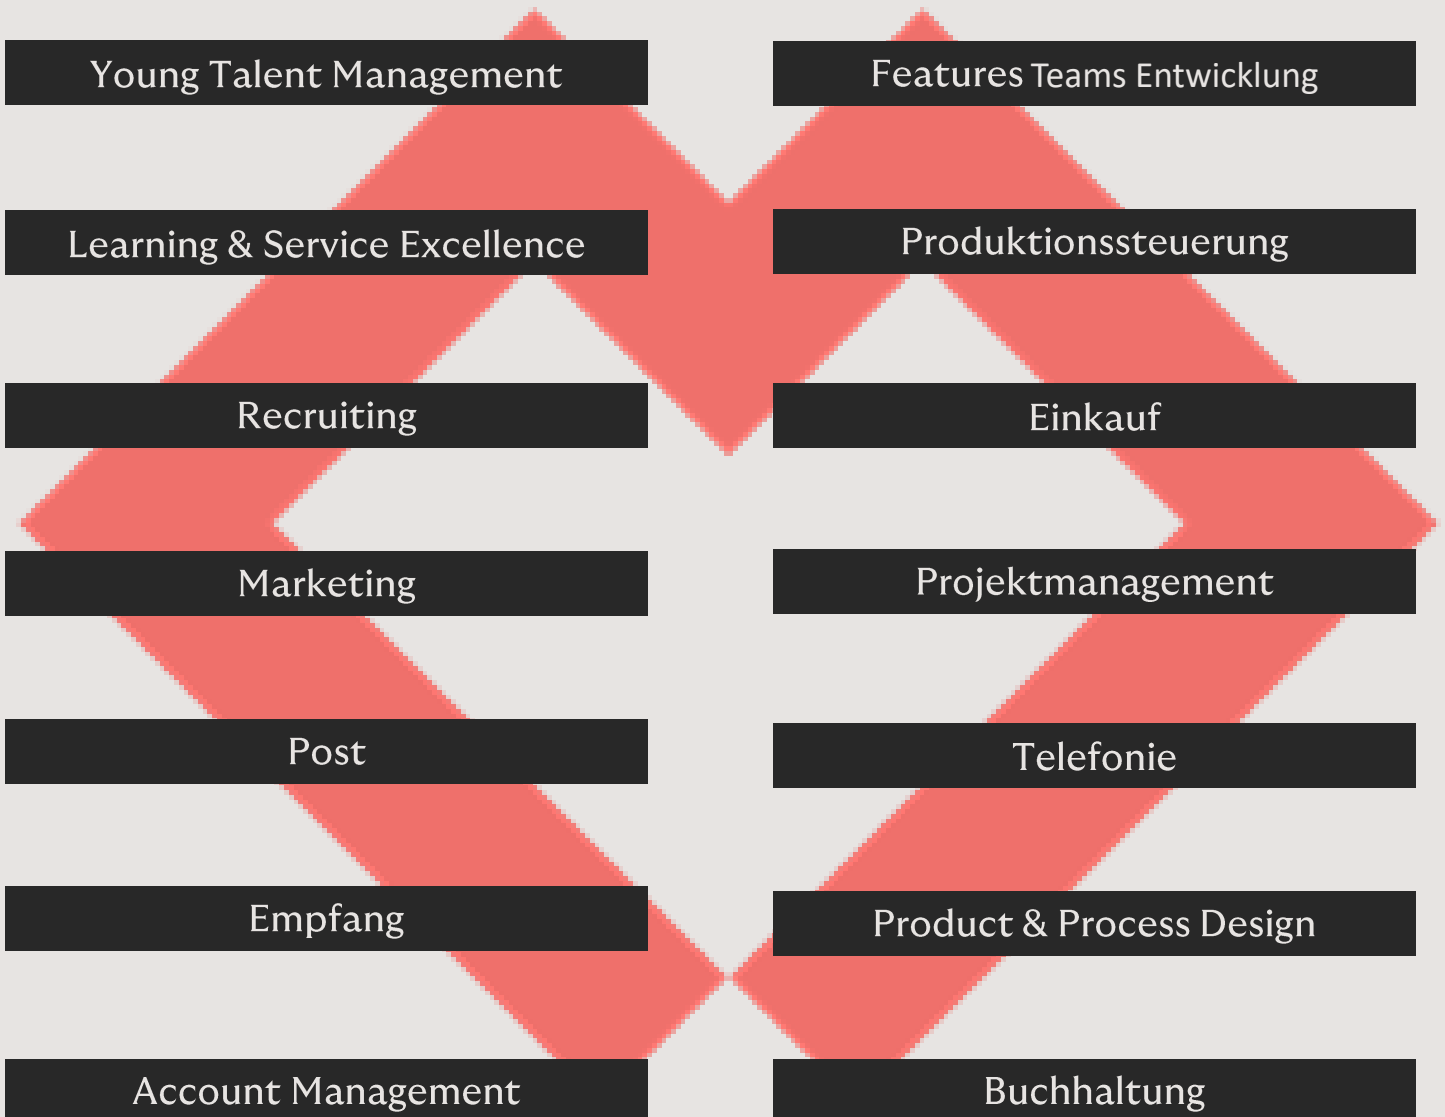 Young Talent Management
Features Teams Entwicklung
Learning & Service Excellence
Produktionssteuerung
Recruiting
Einkauf
Marketing
Projektmanagement
Post
Telefonie
Empfang
Product & Process Design
Account Management
Buchhaltung